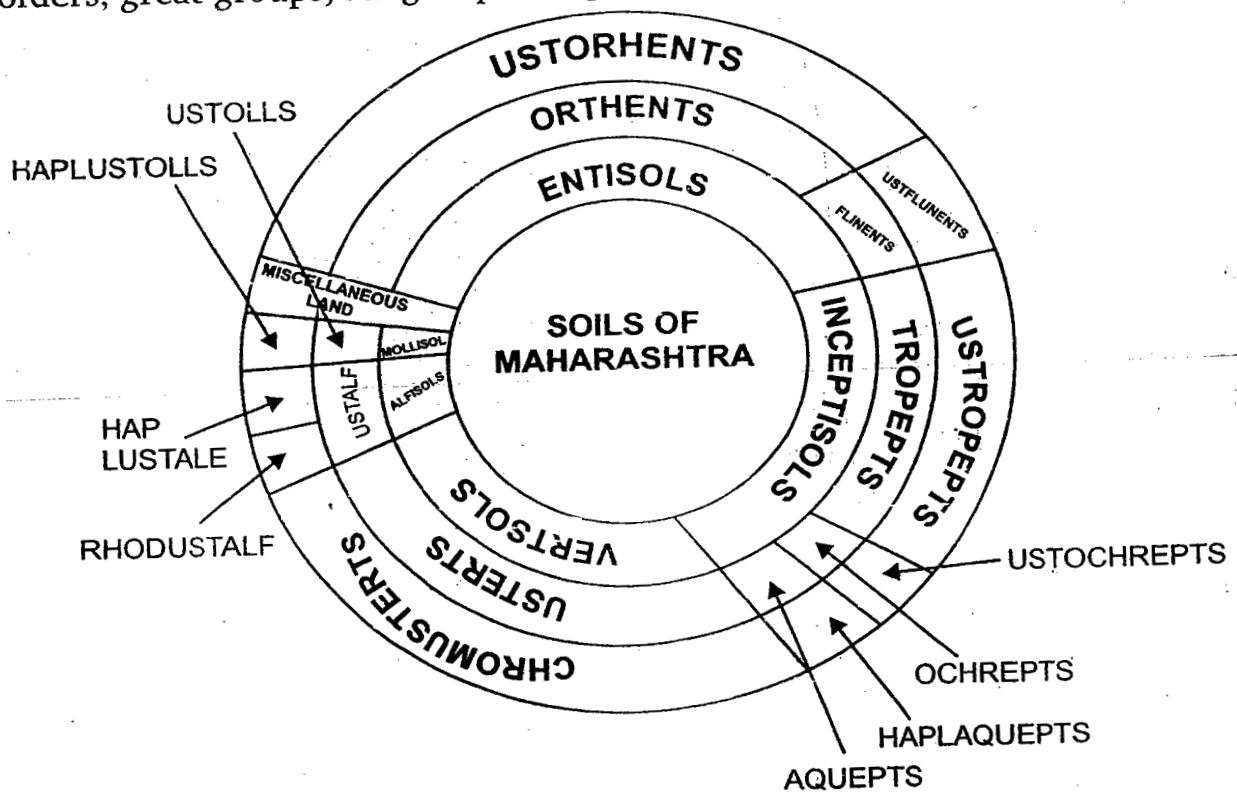 orders, great groups,
USTORHENTS
ORTHENTS
ENTISOLS
USTOLLS
HAPLUSTOLLS
USTFLUNENTS
FLINENTS
MISCELLANEOUS
LAND
MOLLISOL
ALFISOLS
USTALF
SOILS OF
MAHARASHTRA
INCEPTISOLS
TROPEPTS
USTROPEPTS
HAP
LUSTALE
RHODUSTALF
VERTSOLS
USTERTS
CHROMUSTERTS
USTOCHREPTS
OCHREPTS
HAPLAQUEPTS
AQUEPTS